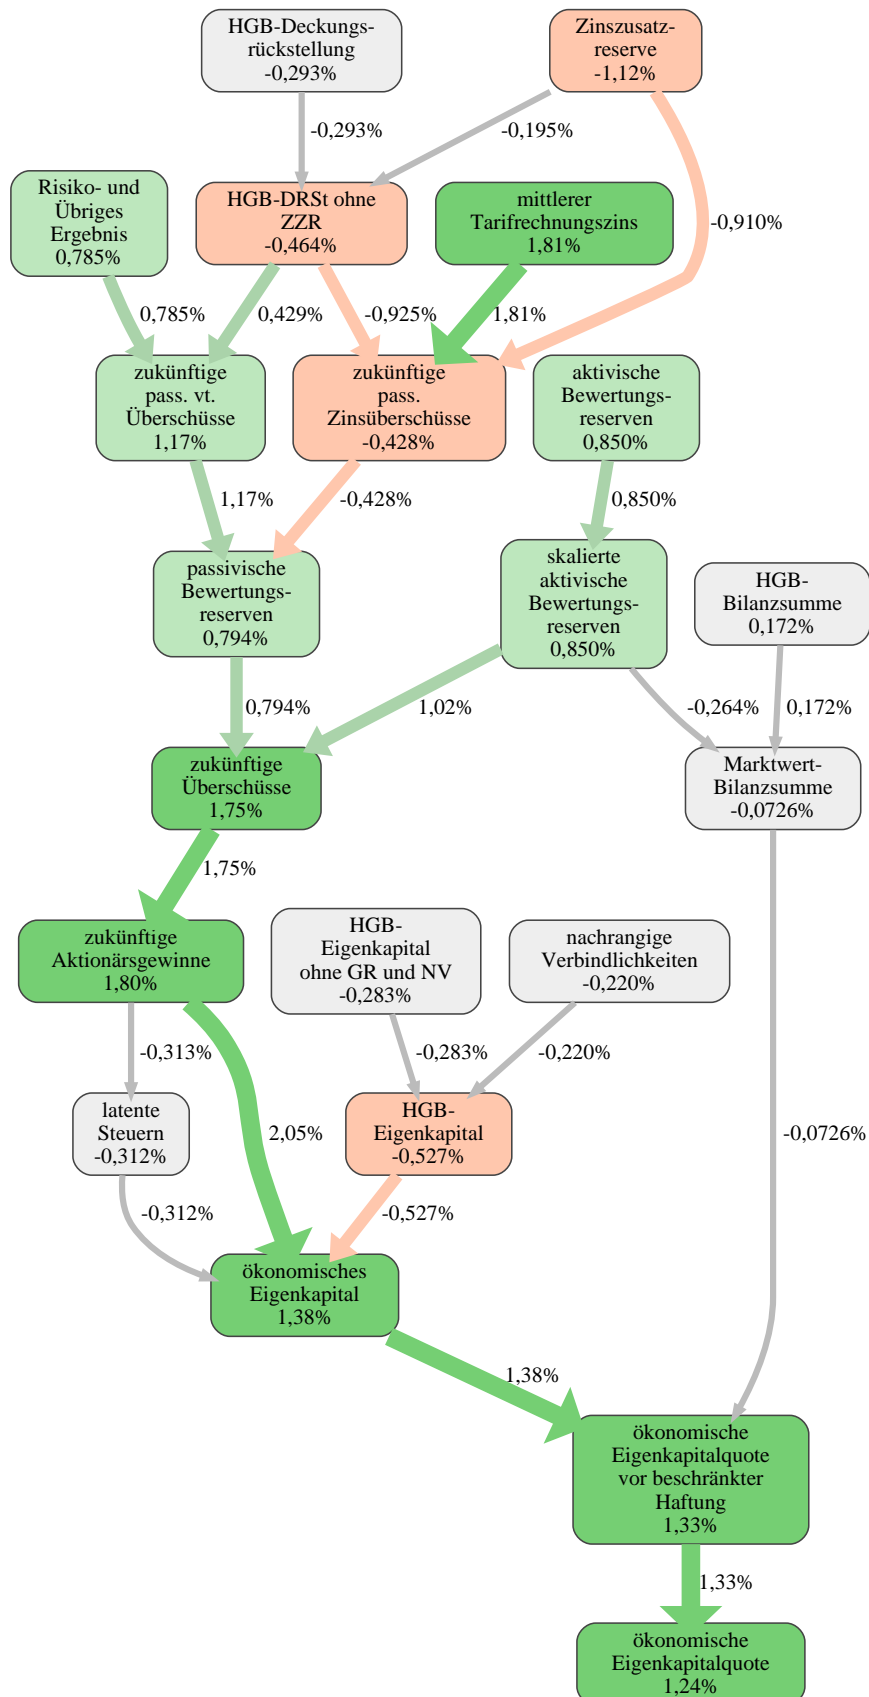 HGB-Deckungs-
rückstellung
-0,293%
Zinszusatz-
reserve
-1,12%
-0,293%
-0,195%
Risiko- und
Übriges
Ergebnis
0,785%
HGB-DRSt ohne
ZZR
-0,464%
mittlerer
Tarifrechnungszins
1,81%
-0,910%
0,785%
0,429%
-0,925%
1,81%
zukünftige
pass. vt.
Überschüsse
1,17%
zukünftige
pass.
Zinsüberschüsse
-0,428%
aktivische
Bewertungs-
reserven
0,850%
1,17%
-0,428%
0,850%
passivische
Bewertungs-
reserven
0,794%
skalierte
aktivische
Bewertungs-
reserven
0,850%
HGB-
Bilanzsumme
0,172%
0,794%
1,02%
-0,264%
0,172%
zukünftige
Überschüsse
1,75%
Marktwert-
Bilanzsumme
-0,0726%
1,75%
zukünftige
Aktionärsgewinne
1,80%
HGB-
Eigenkapital
ohne GR und NV
-0,283%
nachrangige
Verbindlichkeiten
-0,220%
-0,313%
-0,283%
-0,220%
latente
Steuern
-0,312%
2,05%
HGB-
Eigenkapital
-0,527%
-0,0726%
-0,312%
-0,527%
ökonomisches
Eigenkapital
1,38%
1,38%
ökonomische
Eigenkapitalquote
vor beschränkter
Haftung
1,33%
1,33%
ökonomische
Eigenkapitalquote
1,24%